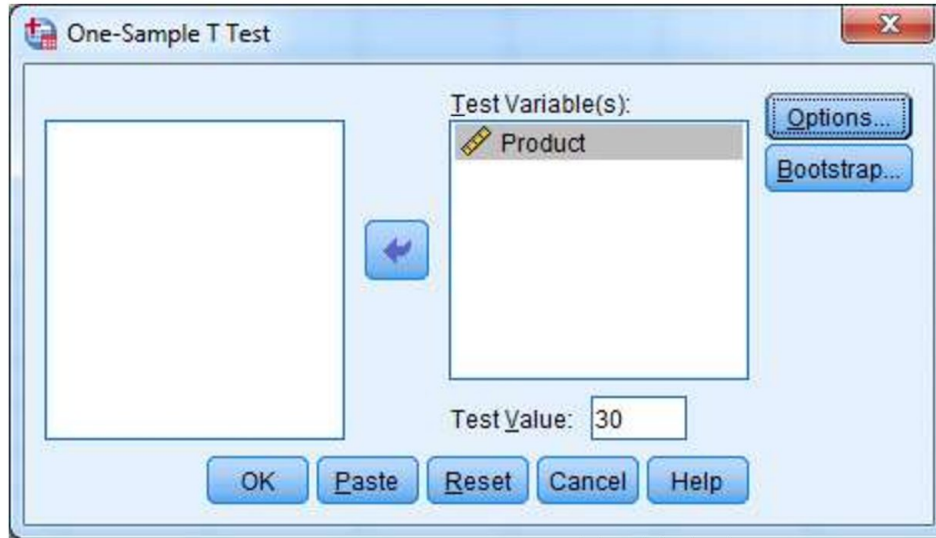 One-Sample T Test
Test Variable(s):
Product
Options...
Bootstrap...
Test Value: 30
OK Paste Reset Cancel Help